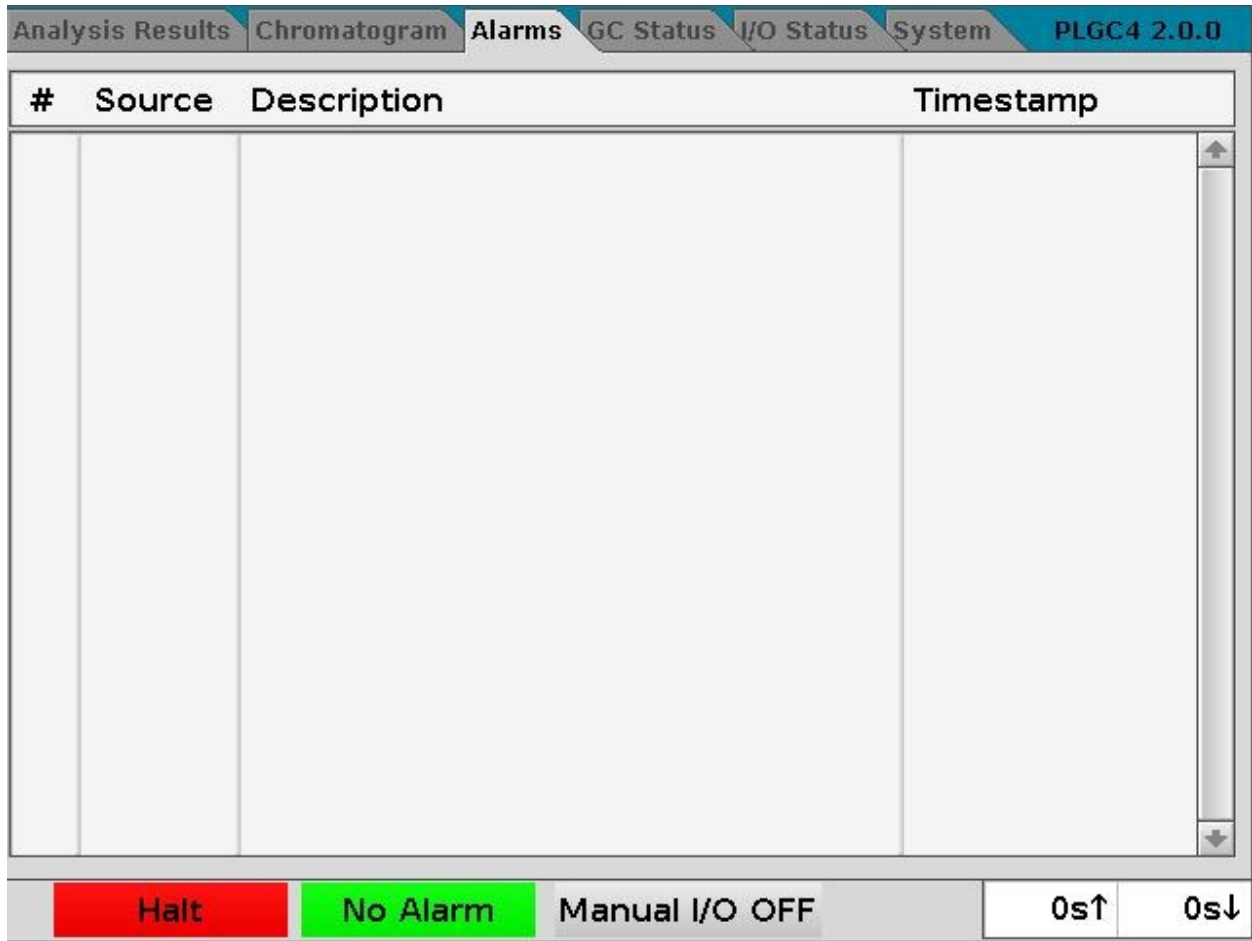 Analysis Results Chromatogram Alarms GC Status I/O Status System PLGC4 2.0.0
# Source Description Timestamp
Halt No Alarm Manual I/O OFF 0s↑ 0s↓